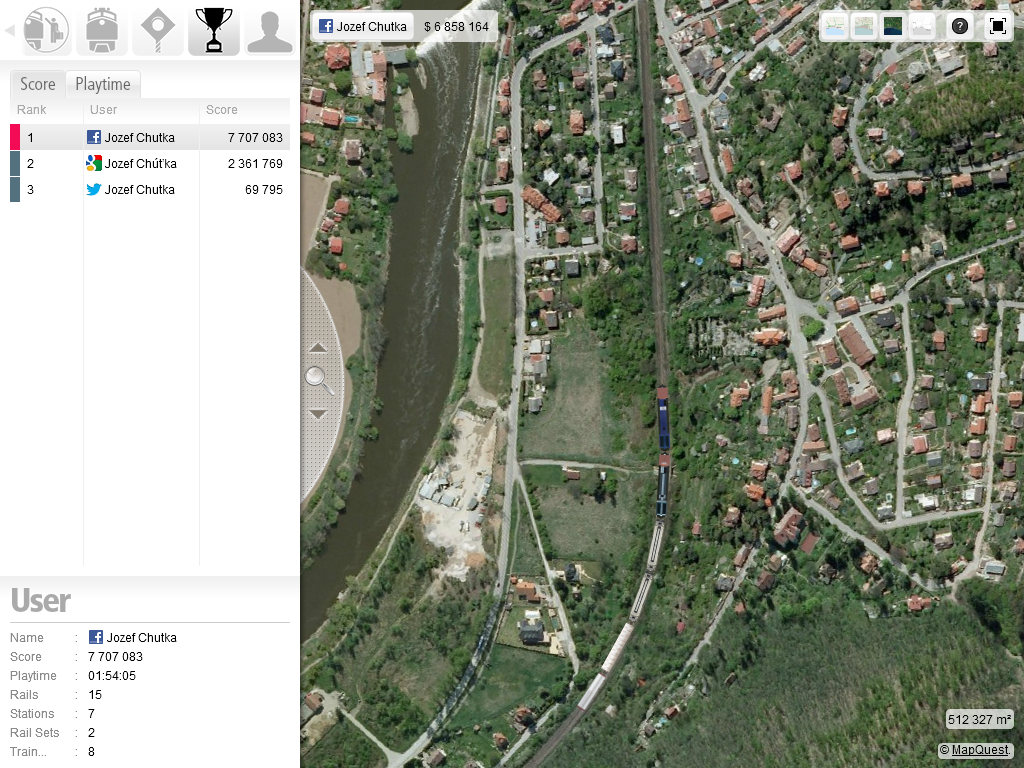 Jozef Chutka $ 6 858 164 ?
Score Playtime
Rank User Score
1 Jozef Chutka 7 707 083
2 Jozef Chúťka 2 361 769
3 Jozef Chutka 69 795
User
Name : Jozef Chutka
Score : 7 707 083
Playtime : 01:54:05
Rails : 15
Stations : 7
Rail Sets : 2
Train... : 8
512 327 m²
© MapQuest.